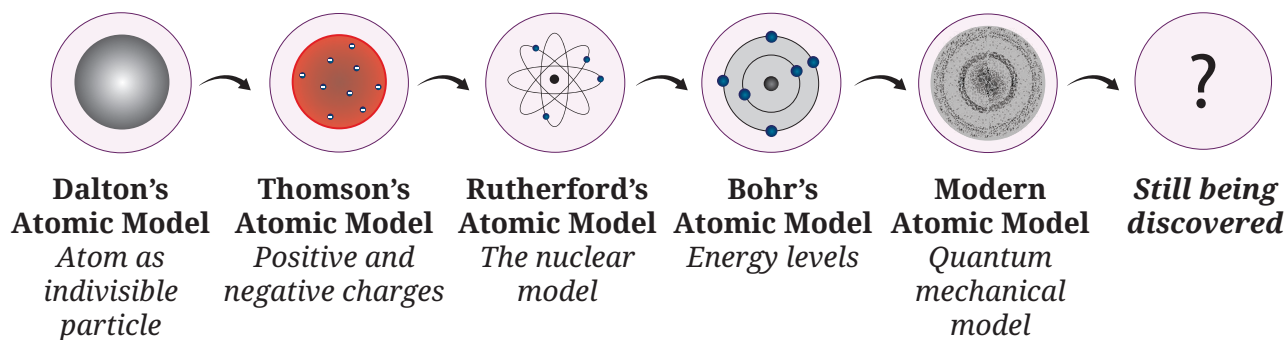 ?
Dalton’s
Atomic Model
Atom as
indivisible
particle
Thomson’s
Atomic Model
Positive and
negative charges
Rutherford’s
Atomic Model
The nuclear
model
Bohr’s
Atomic Model
Energy levels
Modern
Atomic Model
Quantum
mechanical
model
Still being
discovered